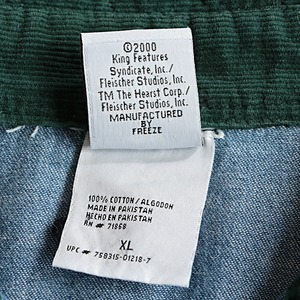 ©2000
King Features
Syndicate, Inc./
Fleischer Studios, Inc.
TM The Hearst Corp./
Fleischer Studios, Inc.
MANUFACTURED
BY
FREEZE
100% COTTON/ALGODON
MADE IN PAKISTAN
HECHO EN PAKISTAN
RN # 71868
XL
UPC # 758315-01218-7